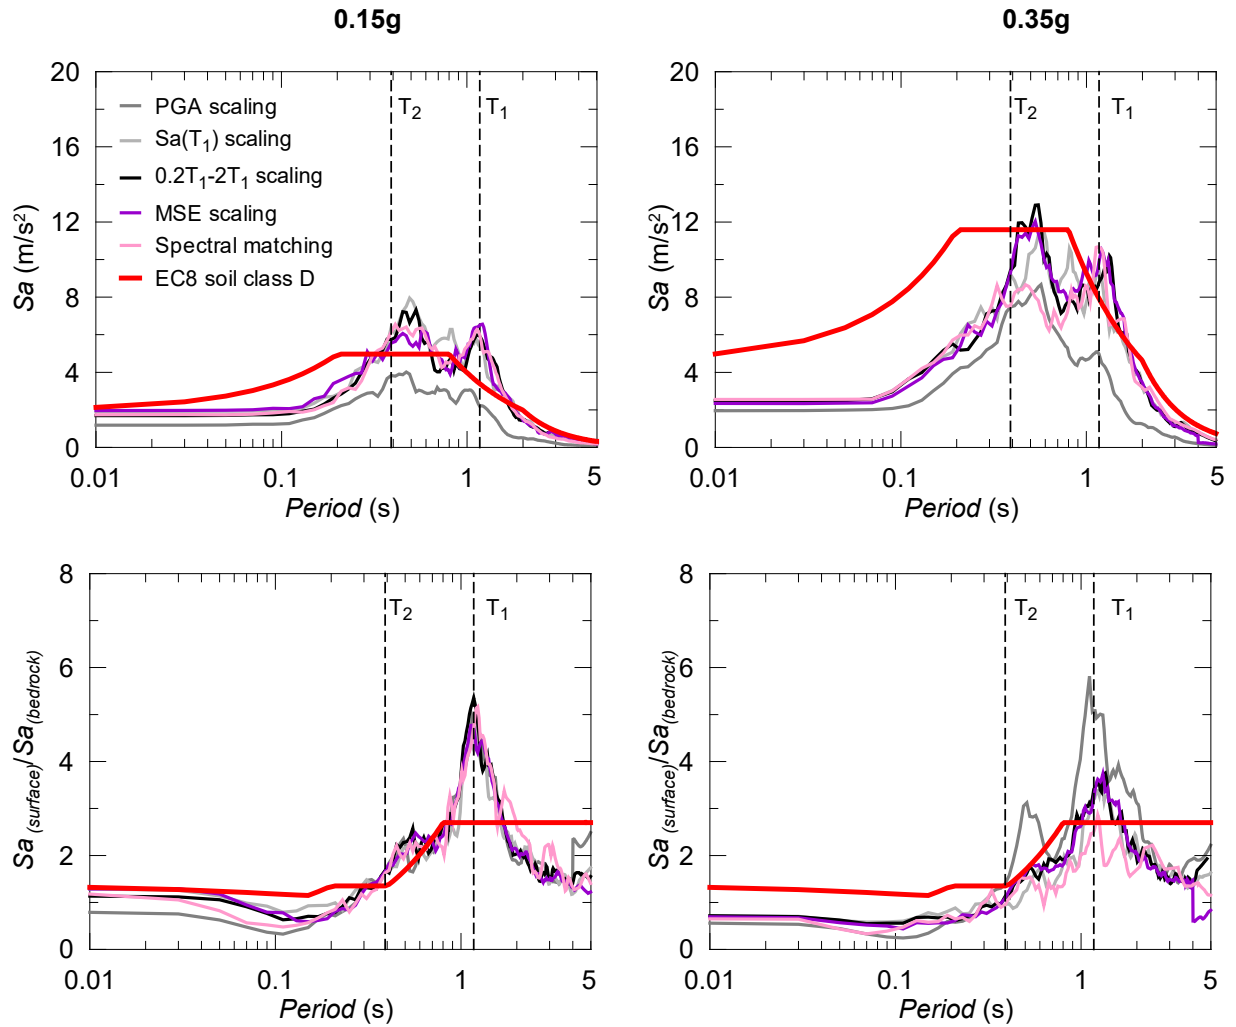 0.15g
0.35g
20
16
12
8
4
0
Sa (m/s²)
T₂
T₁
PGA scaling
Sa(T₁) scaling
0.2T₁-2T₁ scaling
MSE scaling
Spectral matching
EC8 soil class D
0.01
0.1
1
5
Period (s)
20
16
12
8
4
0
Sa (m/s²)
T₂
T₁
0.01
0.1
1
5
Period (s)
8
6
4
2
0
Sa (surface)/Sa(bedrock)
T₂
T₁
0.01
0.1
1
5
Period (s)
8
6
4
2
0
Sa (surface)/Sa(bedrock)
T₂
T₁
0.01
0.1
1
5
Period (s)